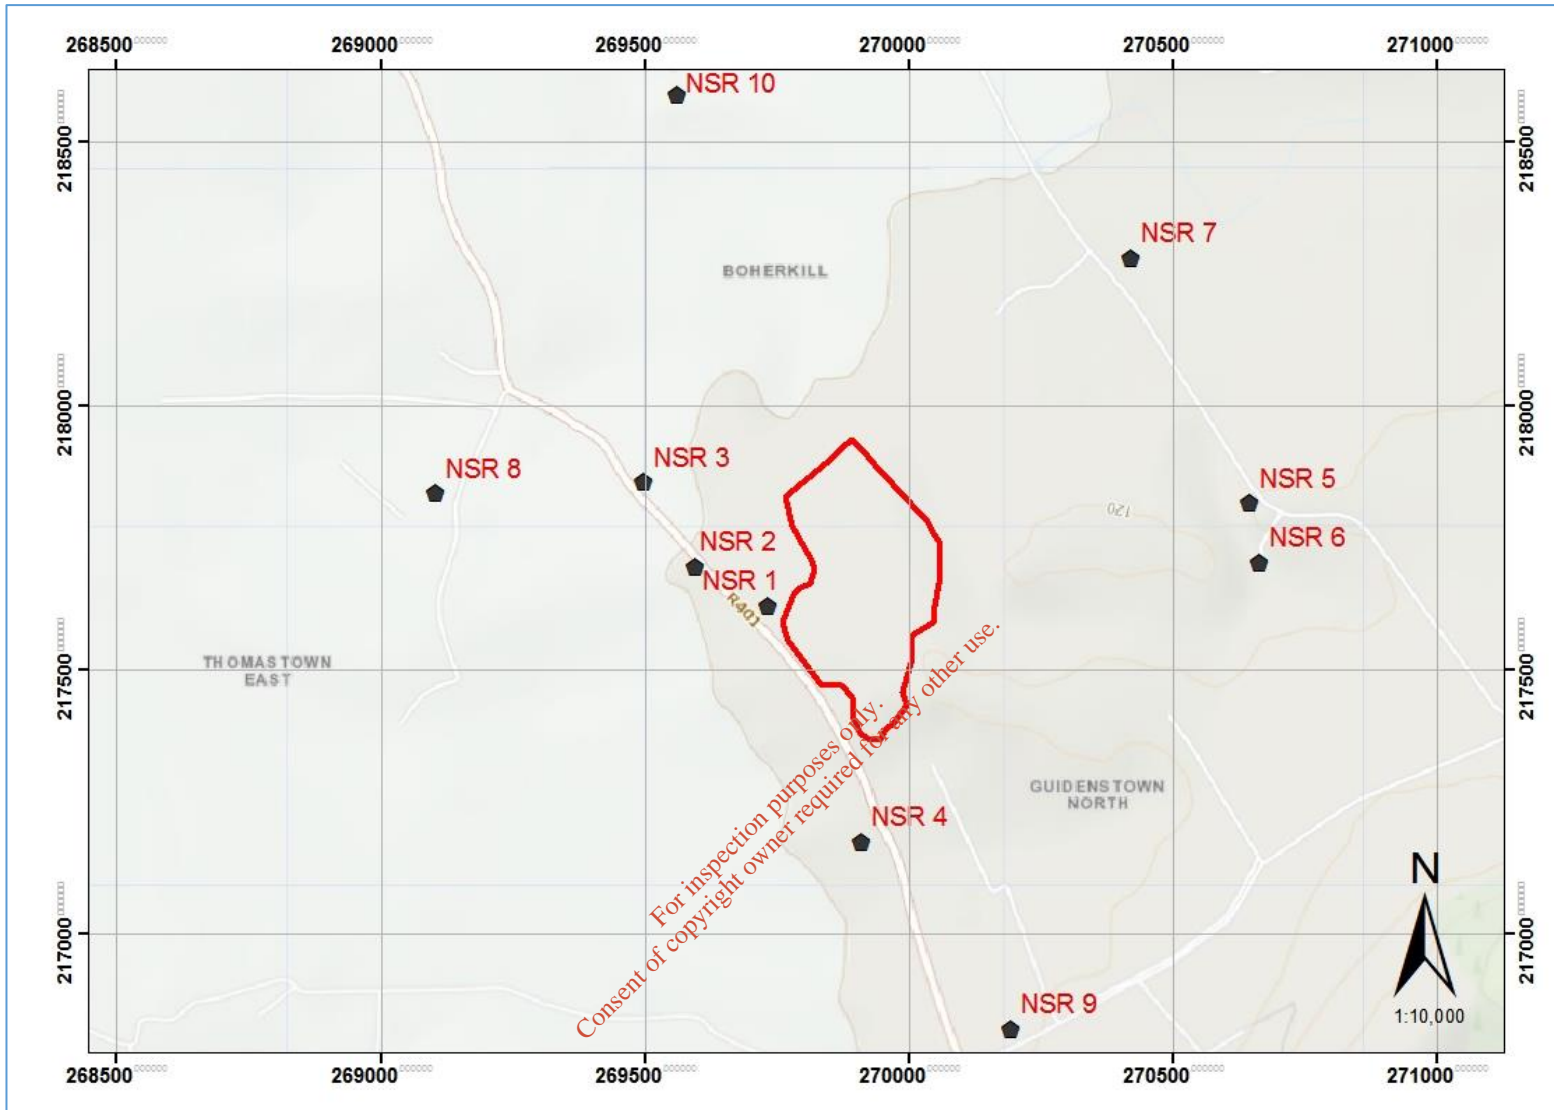 268500 269000 269500 270000 270500 271000
NSR 10
218500 218500
NSR 7
BOHERKILL
218000 218000
NSR 3
NSR 8
NSR 5
120
NSR 2
NSR 6
NSR 1
R401
THOMASTOWN
EAST
217500 217500
For inspection purposes only.
Consent of copyright owner required for any other use.
GUIDENSTOWN
NORTH
NSR 4
N
217000 217000
NSR 9
1:10,000
268500 269000 269500 270000 270500 271000